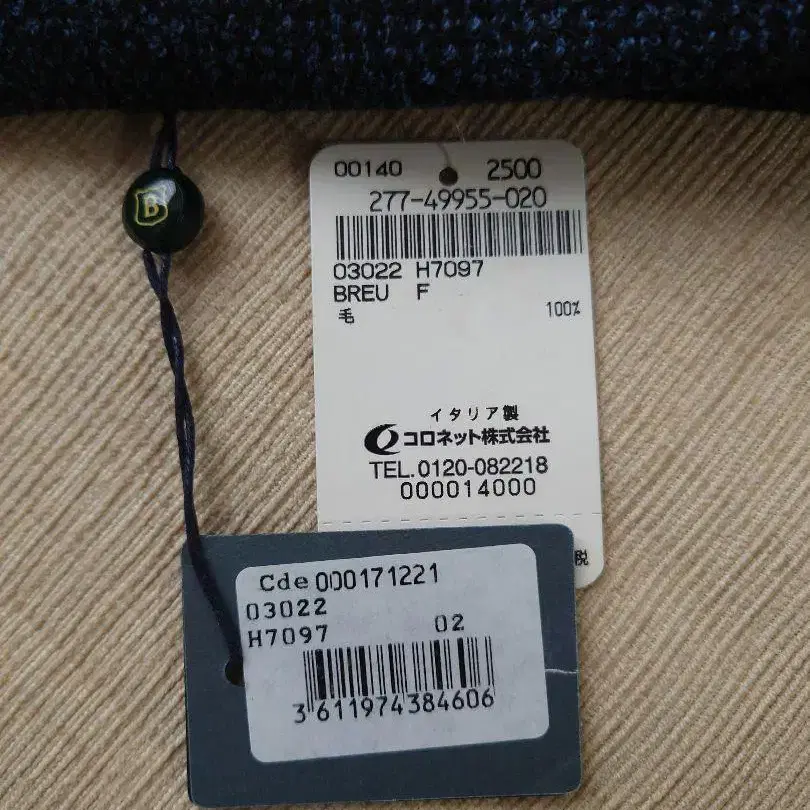 B
00140 2500
277-49955-020
03022 H7097
BREU F
毛 100%
イタリア製
コロネット株式会社
TEL.0120-082218
000014000
税
Cde 000171221
03022
H7097 02
3 611974 384606